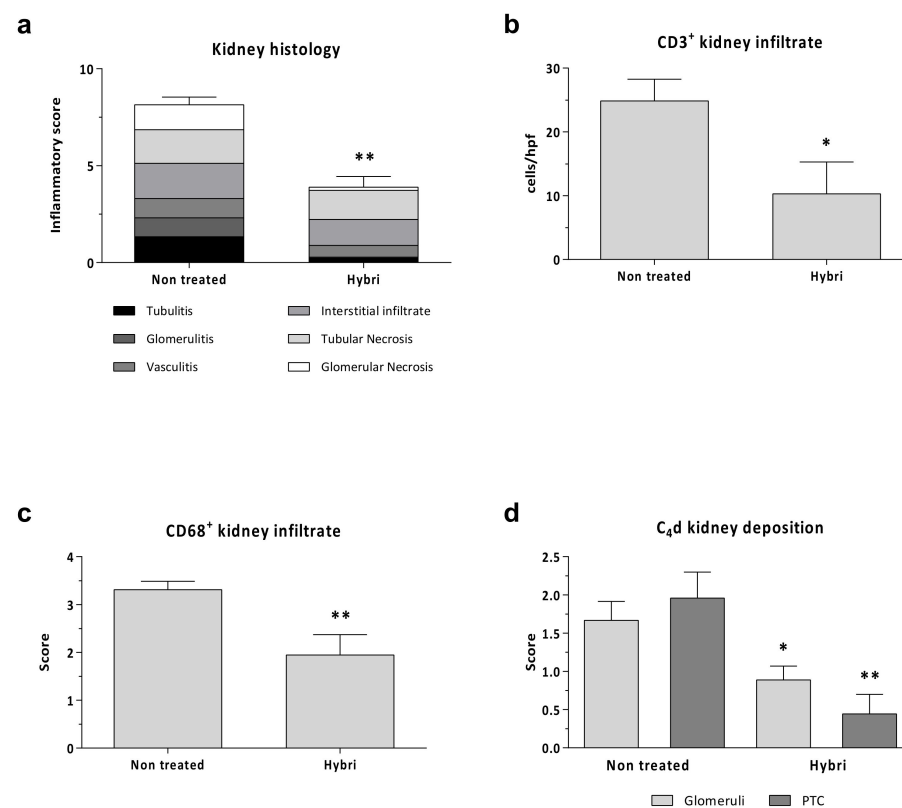 a
Kidney histology
Inflammatory score
10
5
0
**
Non treated
Hybri
Tubulitis
Interstitial infiltrate
Glomerulitis
Tubular Necrosis
Vasculitis
Glomerular Necrosis
b
CD3+ kidney infiltrate
cells/hpf
30
20
10
0
*
Non treated
Hybri
c
CD68+ kidney infiltrate
Score
4
3
2
1
0
**
Non treated
Hybri
d
C4d kidney deposition
Score
2.5
2.0
1.5
1.0
0.5
0.0
*
**
Non treated
Hybri
Glomeruli
PTC